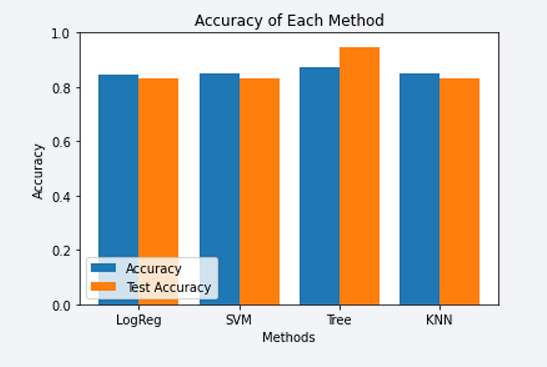 Accuracy of Each Method
1.0
0.8
0.6
0.4
0.2
0.0
Accuracy
Accuracy
Test Accuracy
LogReg SVM Tree KNN
Methods